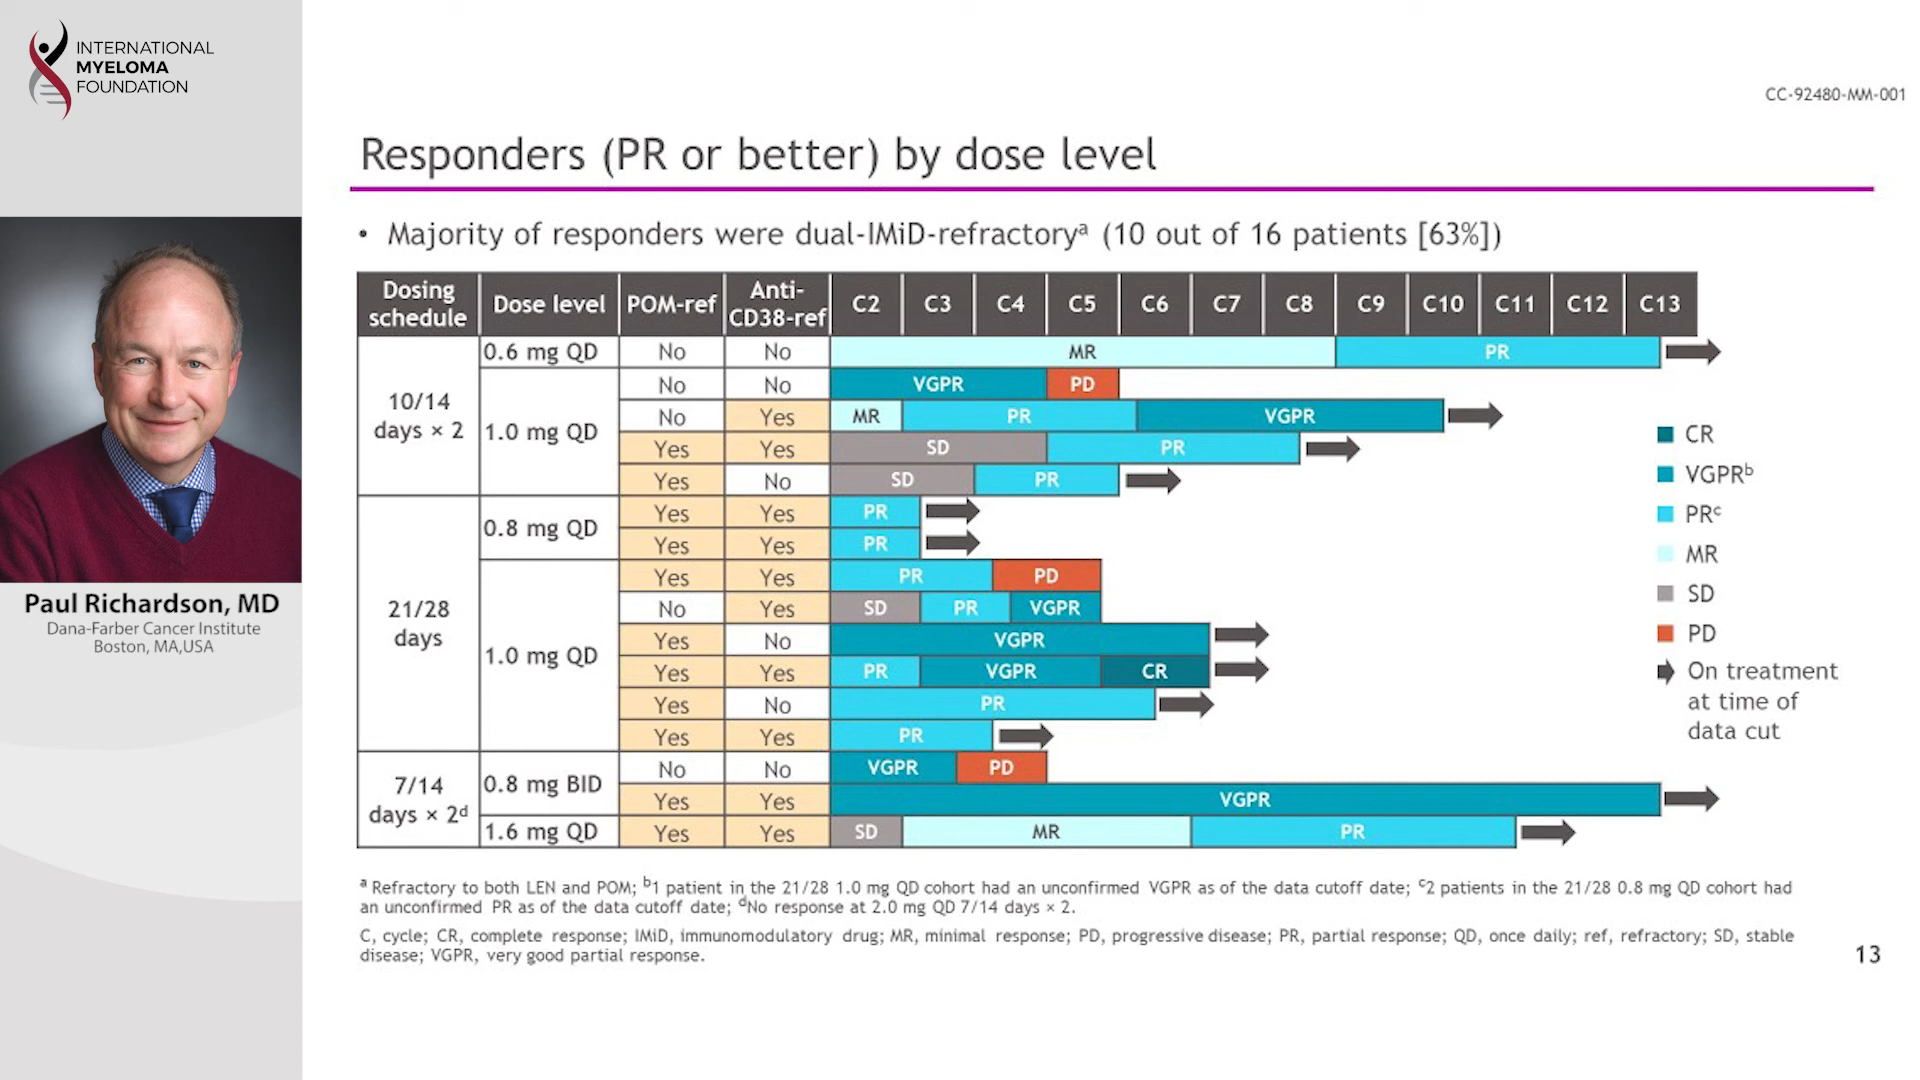 INTERNATIONAL
MYELOMA
FOUNDATION
Paul Richardson, MD
Dana-Farber Cancer Institute
Boston, MA,USA
CC-92480-MM-001
Responders (PR or better) by dose level
• Majority of responders were dual-IMiD-refractoryᵃ (10 out of 16 patients [63%])
Dosing schedule Dose level POM-ref Anti-CD38-ref C2 C3 C4 C5 C6 C7 C8 C9 C10 C11 C12 C13
10/14 days × 2
0.6 mg QD No No MR PR
1.0 mg QD
No No VGPR PD
No Yes MR PR VGPR
Yes Yes SD PR
Yes No SD PR
21/28 days
0.8 mg QD
Yes Yes PR
Yes Yes PR
1.0 mg QD
Yes Yes PR PD
No Yes SD PR VGPR
Yes No VGPR
Yes Yes PR VGPR CR
Yes No PR
Yes Yes PR
7/14 days × 2ᵈ
0.8 mg BID
No No VGPR PD
Yes Yes VGPR
1.6 mg QD Yes Yes SD MR PR
CR
VGPRᵇ
PRᶜ
MR
SD
PD
On treatment
at time of
data cut
ᵃ Refractory to both LEN and POM; ᵇ1 patient in the 21/28 1.0 mg QD cohort had an unconfirmed VGPR as of the data cutoff date; ᶜ2 patients in the 21/28 0.8 mg QD cohort had
an unconfirmed PR as of the data cutoff date; ᵈNo response at 2.0 mg QD 7/14 days × 2.
C, cycle; CR, complete response; IMiD, immunomodulatory drug; MR, minimal response; PD, progressive disease; PR, partial response; QD, once daily; ref, refractory; SD, stable
disease; VGPR, very good partial response.
13